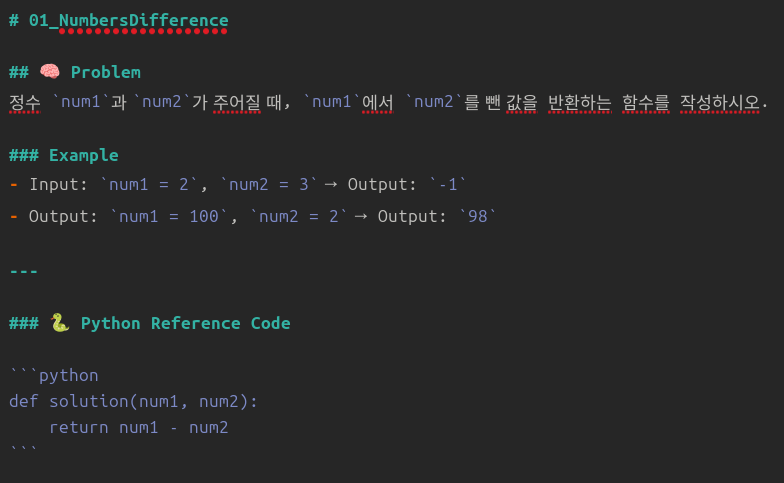 # 01_NumbersDifference
## 🧠 Problem
정수 `num1`과 `num2`가 주어질 때, `num1`에서 `num2`를 뺀 값을 반환하는 함수를 작성하시오.
### Example
- Input: `num1 = 2`, `num2 = 3` → Output: `-1`
- Output: `num1 = 100`, `num2 = 2` → Output: `98`
---
### 🐍 Python Reference Code
```python
def solution(num1, num2):
    return num1 - num2
```